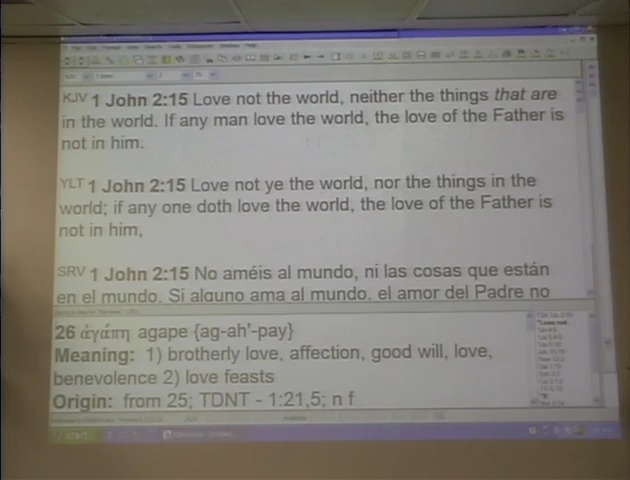 KJV 1 John 2:15 Love not the world, neither the things that are
in the world. If any man love the world, the love of the Father is
not in him.
YLT 1 John 2:15 Love not ye the world, nor the things in the
world; if any one doth love the world, the love of the Father is
not in him,
SRV 1 John 2:15 No améis al mundo, ni las cosas que están
en el mundo. Si alguno ama al mundo, el amor del Padre no
26 ἀγάπη agape {ag-ah'-pay}
Meaning: 1) brotherly love, affection, good will, love,
benevolence 2) love feasts
Origin: from 25; TDNT - 1:21,5; n f
start